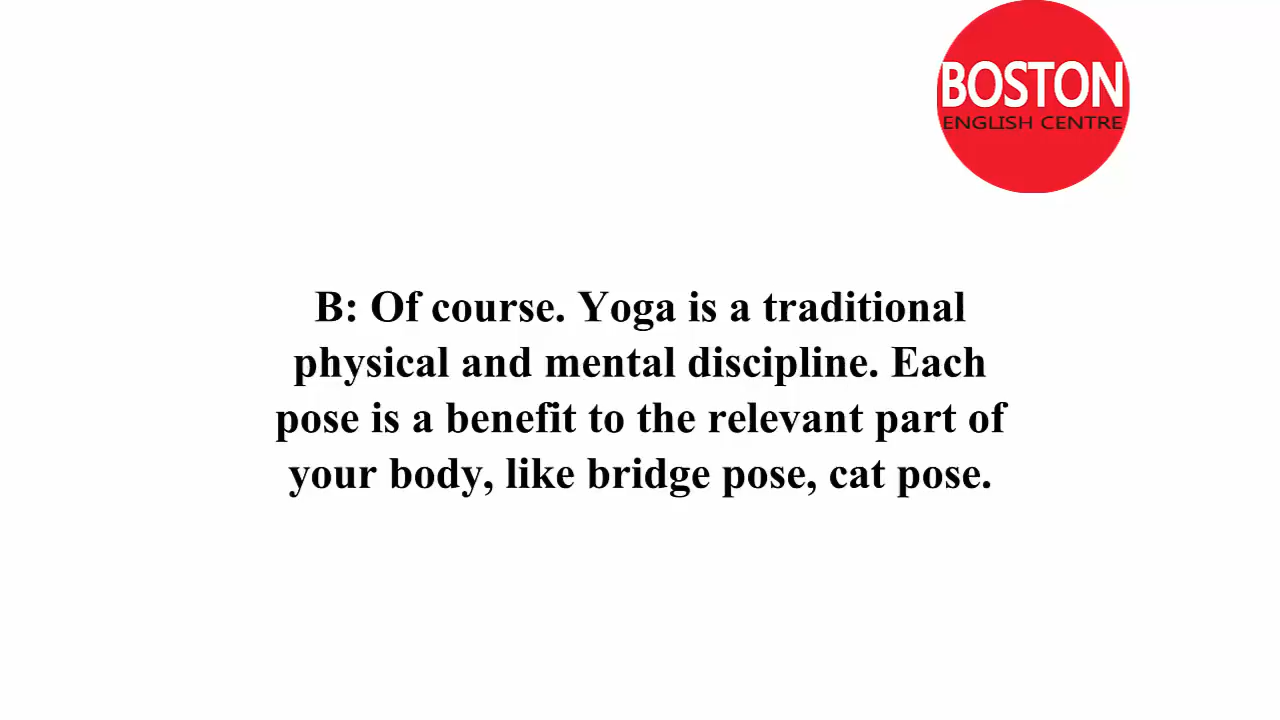 BOSTON
ENGLISH CENTRE
B: Of course. Yoga is a traditional
physical and mental discipline. Each
pose is a benefit to the relevant part of
your body, like bridge pose, cat pose.